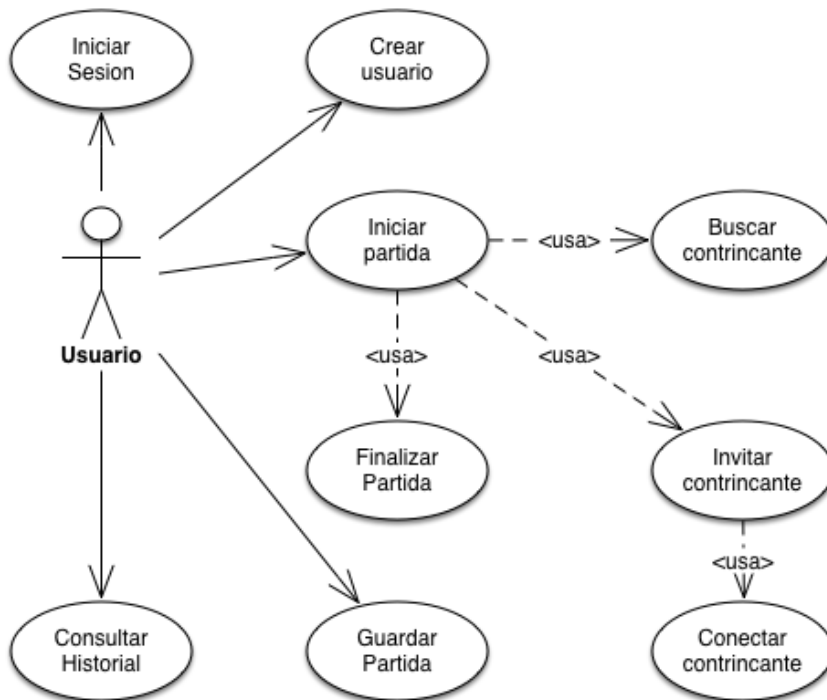 Iniciar
Sesion
Crear
usuario
Iniciar
partida
<usa>
Buscar
contrincante
Usuario
<usa>
<usa>
Finalizar
Partida
Invitar
contrincante
<usa>
Consultar
Historial
Guardar
Partida
Conectar
contrincante